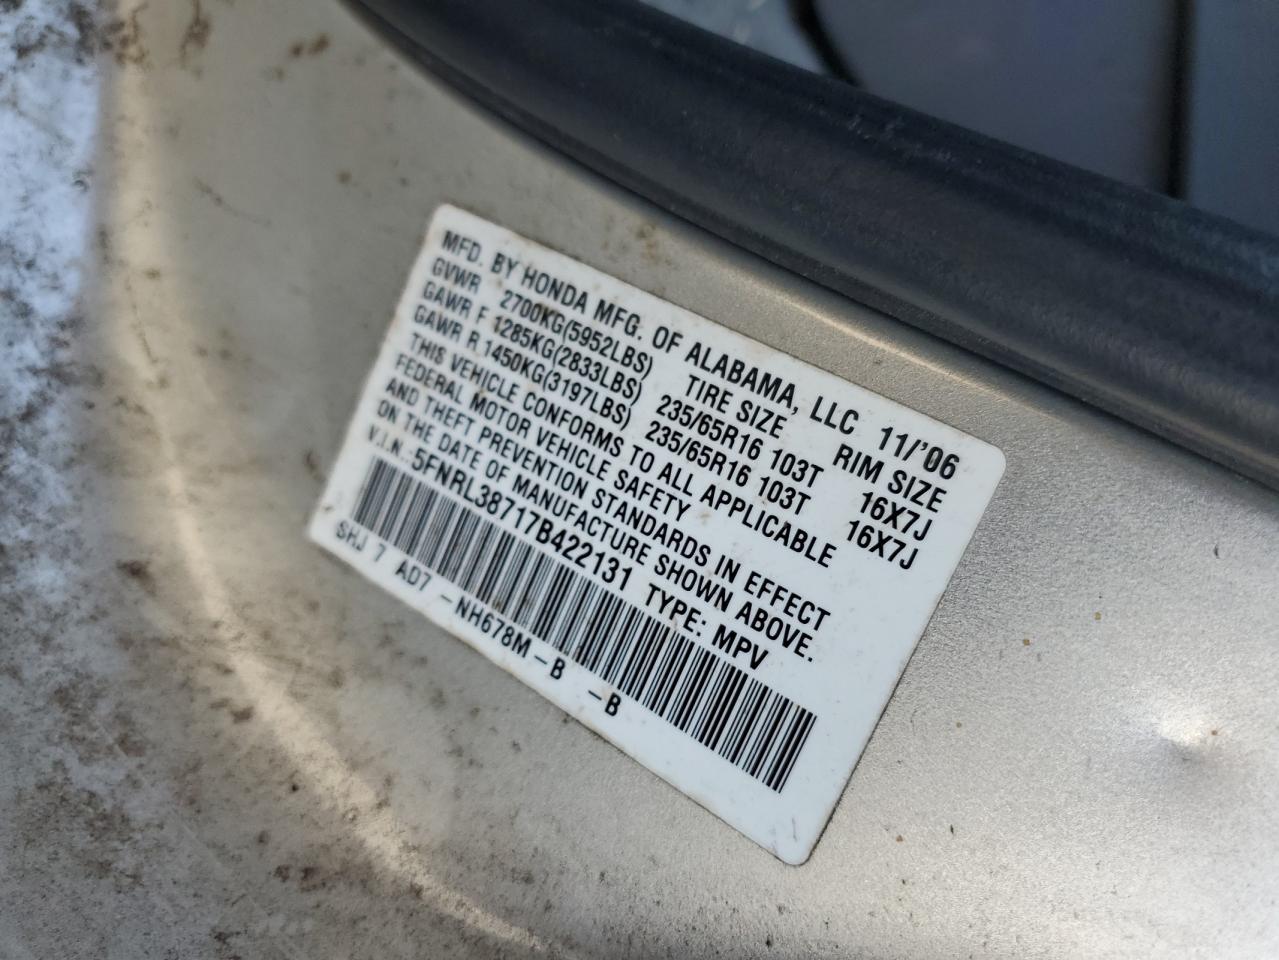 MFD. BY HONDA MFG. OF ALABAMA, LLC 11/'06
GVWR 2700KG(5952LBS) TIRE SIZE RIM SIZE
GAWR F 1285KG(2833LBS) 235/65R16 103T 16X7J
GAWR R 1450KG(3197LBS) 235/65R16 103T 16X7J
THIS VEHICLE CONFORMS TO ALL APPLICABLE
FEDERAL MOTOR VEHICLE SAFETY
AND THEFT PREVENTION STANDARDS IN EFFECT
ON THE DATE OF MANUFACTURE SHOWN ABOVE.
V.I.N. 5FNRL38717B422131 TYPE: MPV
SHJ 7 AD7 -NH678M-B -B